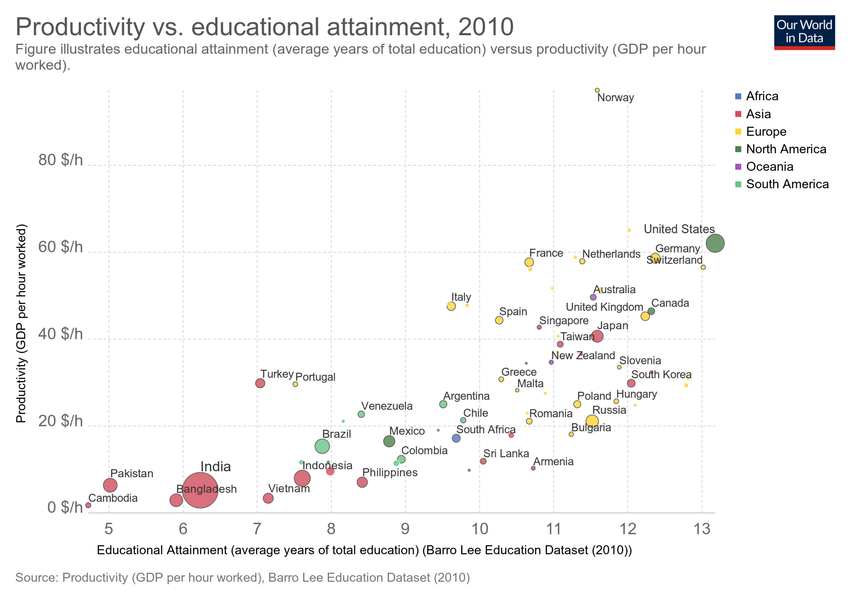 Productivity vs. educational attainment, 2010
Figure illustrates educational attainment (average years of total education) versus productivity (GDP per hour
worked).
Our World
in Data
Africa
Asia
Europe
North America
Oceania
South America
Productivity (GDP per hour worked)
80 $/h
60 $/h
40 $/h
20 $/h
0 $/h
Norway
United States
Germany
France
Netherlands
Switzerland
Australia
Italy
Canada
United Kingdom
Spain
Singapore
Japan
Taiwan
New Zealand
Slovenia
Turkey
Portugal
Greece
South Korea
Malta
Argentina
Poland
Hungary
Venezuela
Chile
Romania
Russia
Brazil
Mexico
South Africa
Bulgaria
Colombia
Sri Lanka
India
Indonesia
Armenia
Pakistan
Philippines
Bangladesh
Vietnam
Cambodia
5 6 7 8 9 10 11 12 13
Educational Attainment (average years of total education) (Barro Lee Education Dataset (2010))
Source: Productivity (GDP per hour worked), Barro Lee Education Dataset (2010)